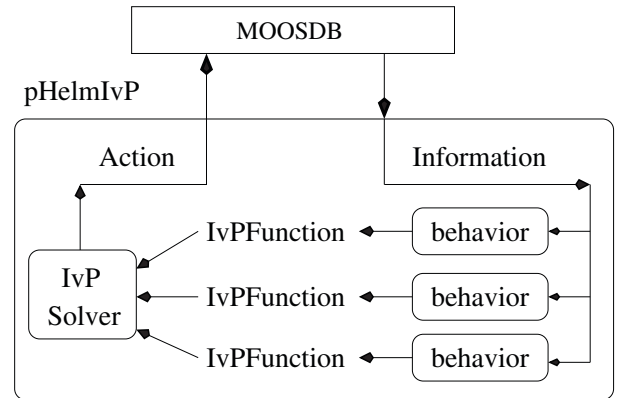 MOOSDB
pHelmIvP
Action
Information
IvPFunction
behavior
IvP
Solver
IvPFunction
behavior
IvPFunction
behavior